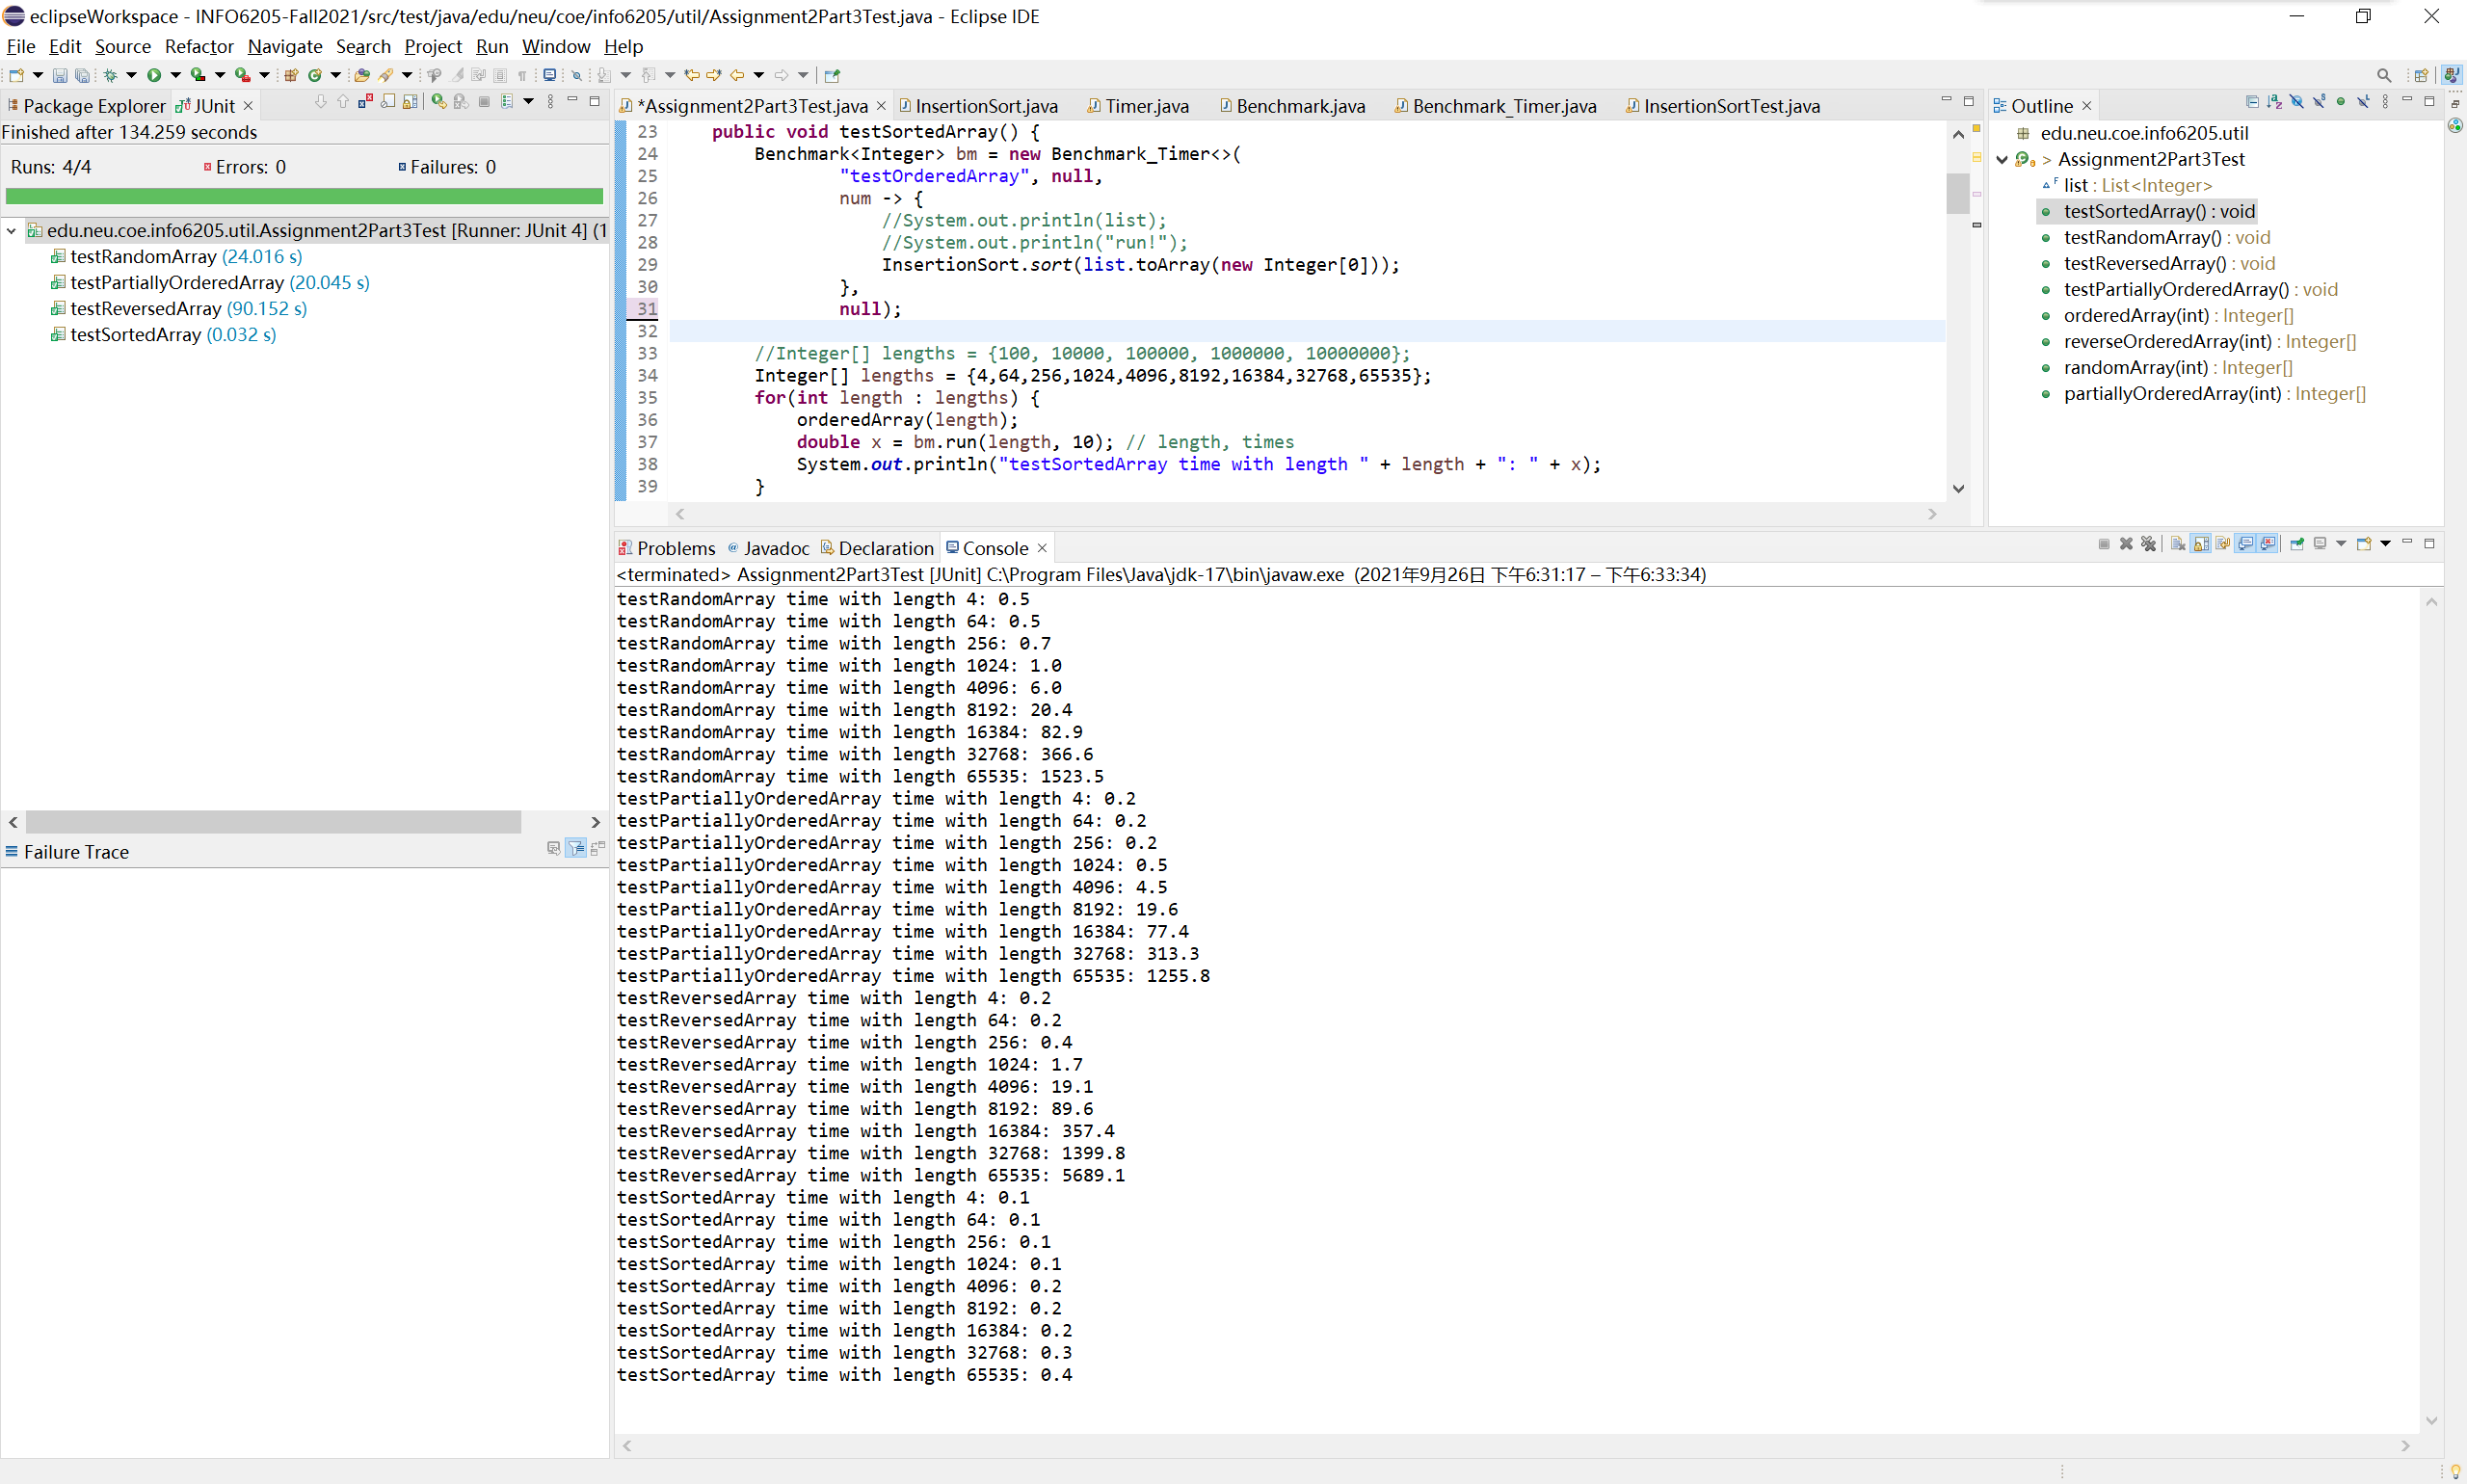 eclipseWorkspace - INFO6205-Fall2021/src/test/java/edu/neu/coe/info6205/util/Assignment2Part3Test.java - Eclipse IDE
File Edit Source Refactor Navigate Search Project Run Window Help
Package Explorer JUnit
Finished after 134.259 seconds
Runs: 4/4 Errors: 0 Failures: 0
edu.neu.coe.info6205.util.Assignment2Part3Test [Runner: JUnit 4] (1
testRandomArray (24.016 s)
testPartiallyOrderedArray (20.045 s)
testReversedArray (90.152 s)
testSortedArray (0.032 s)
Failure Trace
*Assignment2Part3Test.java InsertionSort.java Timer.java Benchmark.java Benchmark_Timer.java InsertionSortTest.java
23 public void testSortedArray() {
24 Benchmark<Integer> bm = new Benchmark_Timer<>(
25 "testOrderedArray", null,
26 num -> {
27 //System.out.println(list);
28 //System.out.println("run!");
29 InsertionSort.sort(list.toArray(new Integer[0]));
30 },
31 null);
32
33 //Integer[] lengths = {100, 10000, 100000, 1000000, 10000000};
34 Integer[] lengths = {4,64,256,1024,4096,8192,16384,32768,65535};
35 for(int length : lengths) {
36 orderedArray(length);
37 double x = bm.run(length, 10); // length, times
38 System.out.println("testSortedArray time with length " + length + ": " + x);
39 }
Outline
edu.neu.coe.info6205.util
> Assignment2Part3Test
F list : List<Integer>
testSortedArray() : void
testRandomArray() : void
testReversedArray() : void
testPartiallyOrderedArray() : void
orderedArray(int) : Integer[]
reverseOrderedArray(int) : Integer[]
randomArray(int) : Integer[]
partiallyOrderedArray(int) : Integer[]
Problems @ Javadoc Declaration Console
<terminated> Assignment2Part3Test [JUnit] C:\Program Files\Java\jdk-17\bin\javaw.exe (2021年9月26日 下午6:31:17 – 下午6:33:34)
testRandomArray time with length 4: 0.5
testRandomArray time with length 64: 0.5
testRandomArray time with length 256: 0.7
testRandomArray time with length 1024: 1.0
testRandomArray time with length 4096: 6.0
testRandomArray time with length 8192: 20.4
testRandomArray time with length 16384: 82.9
testRandomArray time with length 32768: 366.6
testRandomArray time with length 65535: 1523.5
testPartiallyOrderedArray time with length 4: 0.2
testPartiallyOrderedArray time with length 64: 0.2
testPartiallyOrderedArray time with length 256: 0.2
testPartiallyOrderedArray time with length 1024: 0.5
testPartiallyOrderedArray time with length 4096: 4.5
testPartiallyOrderedArray time with length 8192: 19.6
testPartiallyOrderedArray time with length 16384: 77.4
testPartiallyOrderedArray time with length 32768: 313.3
testPartiallyOrderedArray time with length 65535: 1255.8
testReversedArray time with length 4: 0.2
testReversedArray time with length 64: 0.2
testReversedArray time with length 256: 0.4
testReversedArray time with length 1024: 1.7
testReversedArray time with length 4096: 19.1
testReversedArray time with length 8192: 89.6
testReversedArray time with length 16384: 357.4
testReversedArray time with length 32768: 1399.8
testReversedArray time with length 65535: 5689.1
testSortedArray time with length 4: 0.1
testSortedArray time with length 64: 0.1
testSortedArray time with length 256: 0.1
testSortedArray time with length 1024: 0.1
testSortedArray time with length 4096: 0.2
testSortedArray time with length 8192: 0.2
testSortedArray time with length 16384: 0.2
testSortedArray time with length 32768: 0.3
testSortedArray time with length 65535: 0.4